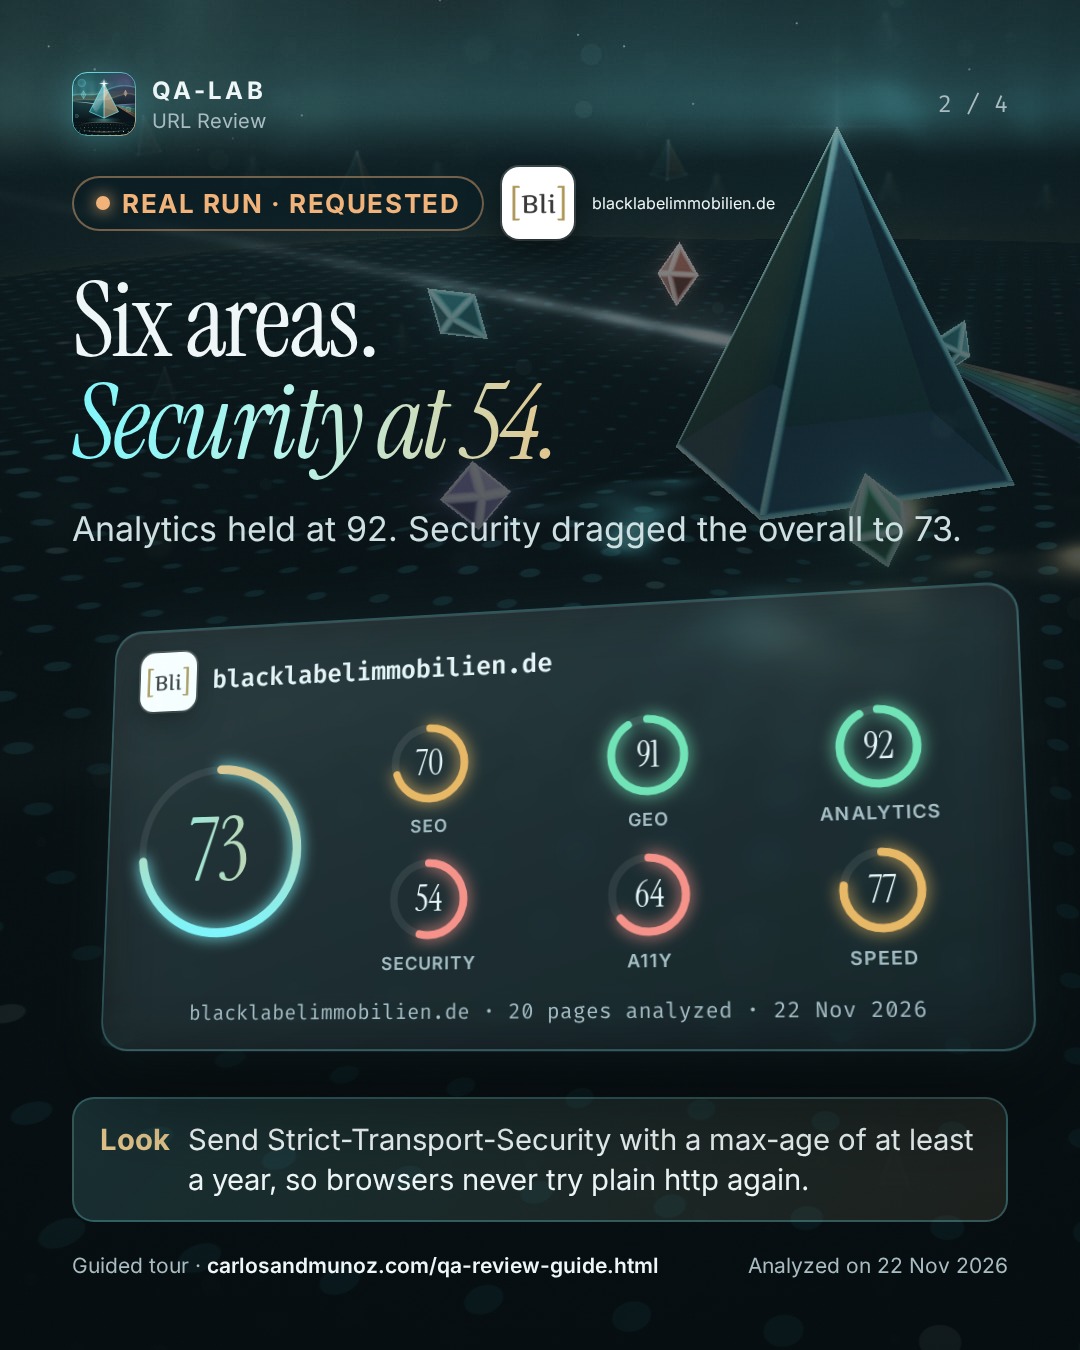 QA-LAB
URL Review
2 / 4
REAL RUN · REQUESTED
[Bli]
blacklabelimmobilien.de
Six areas.
Security at 54.
Analytics held at 92. Security dragged the overall to 73.
[Bli]
blacklabelimmobilien.de
73
70
SEO
91
GEO
92
ANALYTICS
54
SECURITY
64
A11Y
77
SPEED
blacklabelimmobilien.de · 20 pages analyzed · 22 Nov 2026
Look Send Strict-Transport-Security with a max-age of at least
a year, so browsers never try plain http again.
Guided tour · carlosandmunoz.com/qa-review-guide.html
Analyzed on 22 Nov 2026